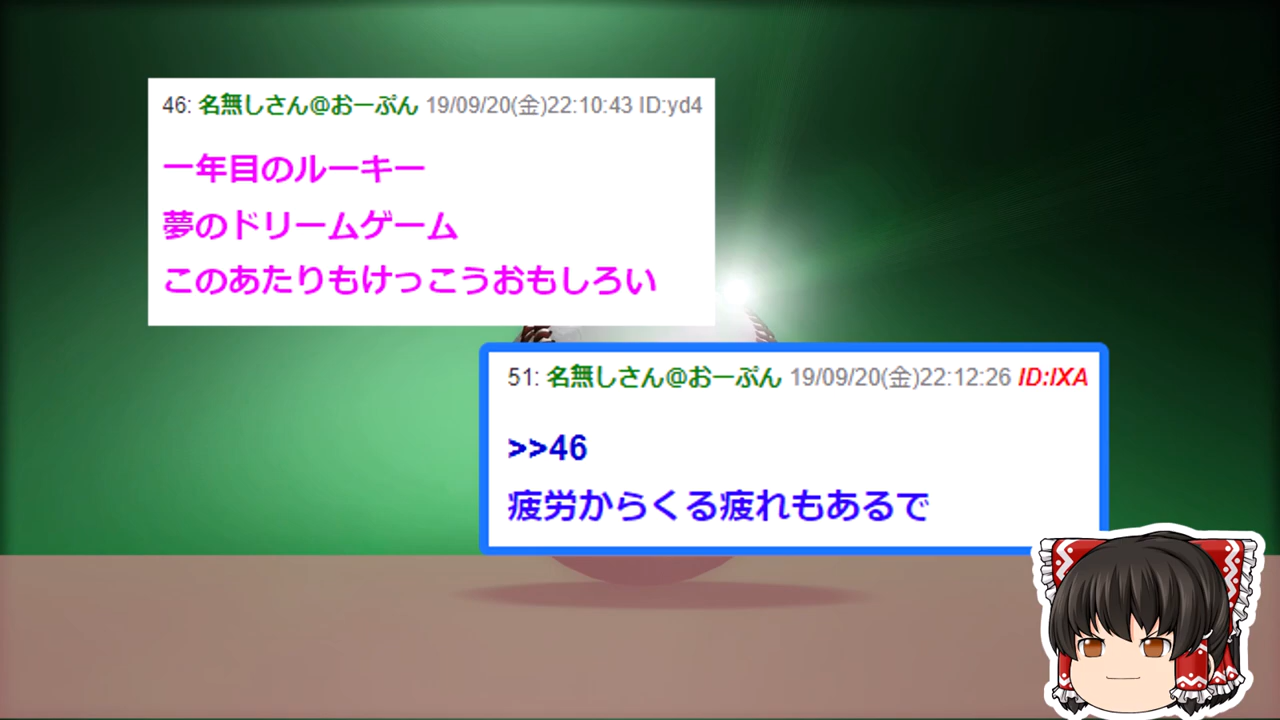 46: 名無しさん@おーぷん 19/09/20(金)22:10:43 ID:yd4
一年目のルーキー
夢のドリームゲーム
このあたりもけっこうおもしろい
51: 名無しさん@おーぷん 19/09/20(金)22:12:26 ID:IXA
>>46
疲労からくる疲れもあるで